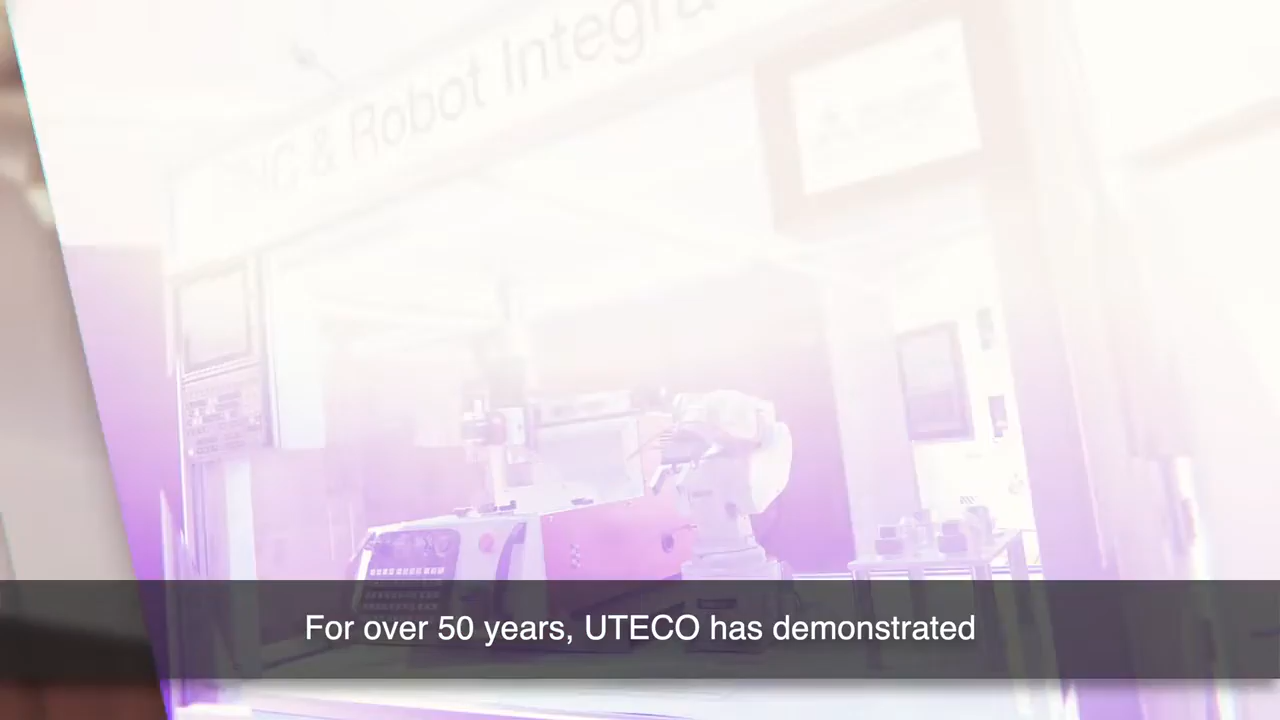 & Robot Integra
For over 50 years, UTECO has demonstrated